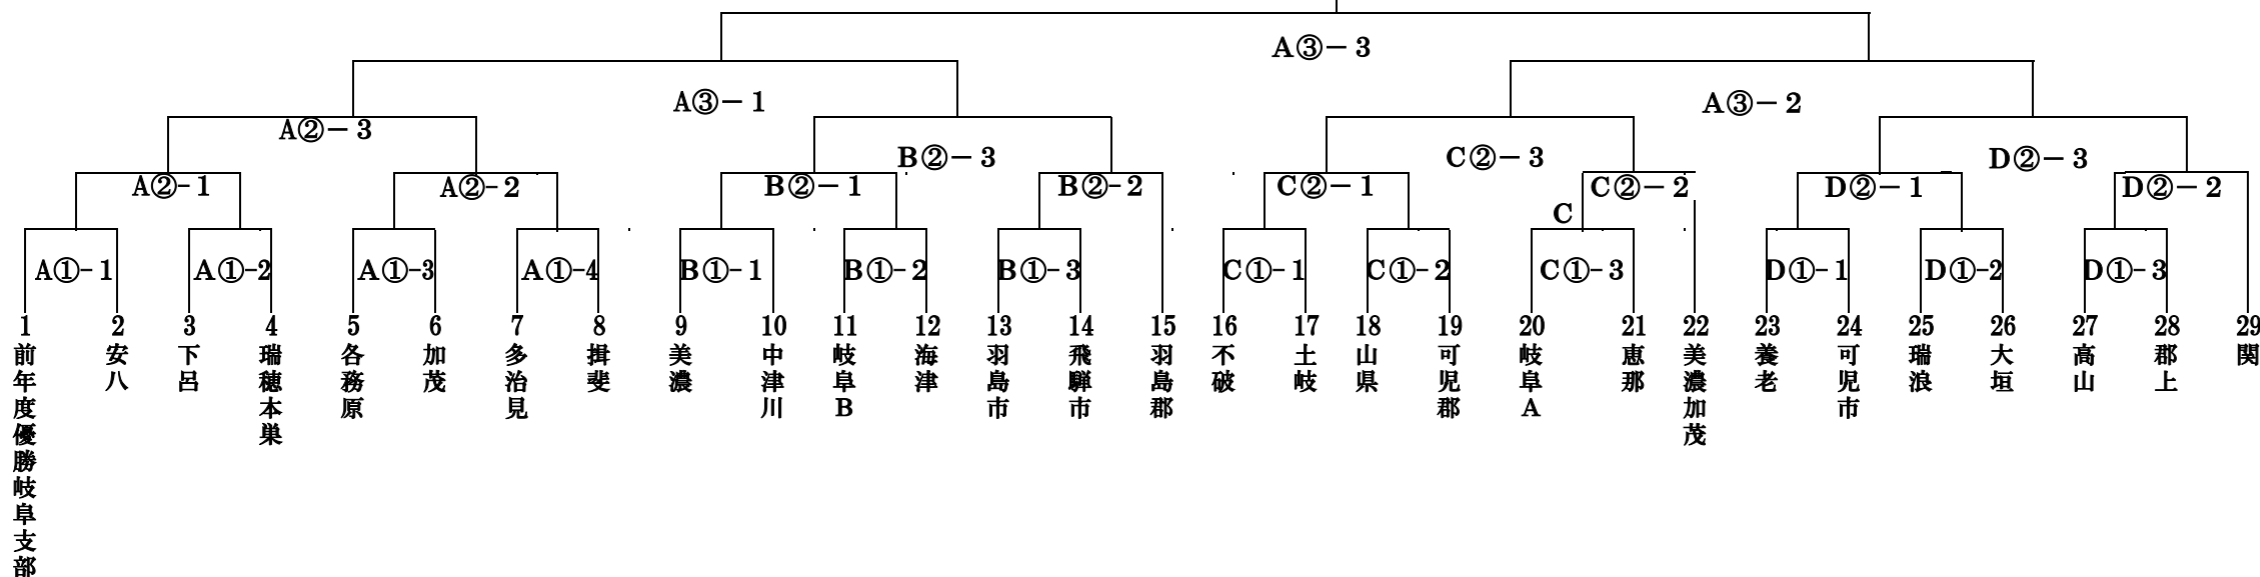 A③－3
A③－1
A③－2
A②－3
B②－3
C②－3
D②－3
A②-1
A②-2
B②－1
B②-2
C②－1
C②－2
D②－1
D②－2
C
A①-1
A①-2
A①-3
A①-4
B①-1
B①-2
B①-3
C①-1
C①-2
C①-3
D①-1
D①-2
D①-3
1 前年度優勝岐阜支部
2 安八
3 下呂
4 瑞穂本巣
5 各務原
6 加茂
7 多治見
8 揖斐
9 美濃
10 中津川
11 岐阜B
12 海津
13 羽島市
14 飛騨市
15 羽島郡
16 不破
17 土岐
18 山県
19 可児郡
20 岐阜A
21 恵那
22 美濃加茂
23 養老
24 可児市
25 瑞浪
26 大垣
27 高山
28 郡上
29 関